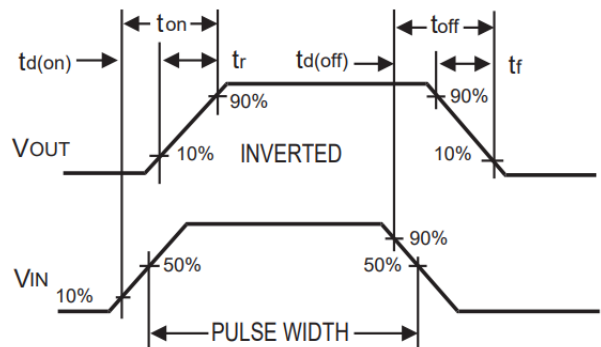 ton
toff
td(on)
tr
td(off)
tf
90%
90%
VOUT
10%
INVERTED
10%
90%
50%
50%
VIN
10%
PULSE WIDTH